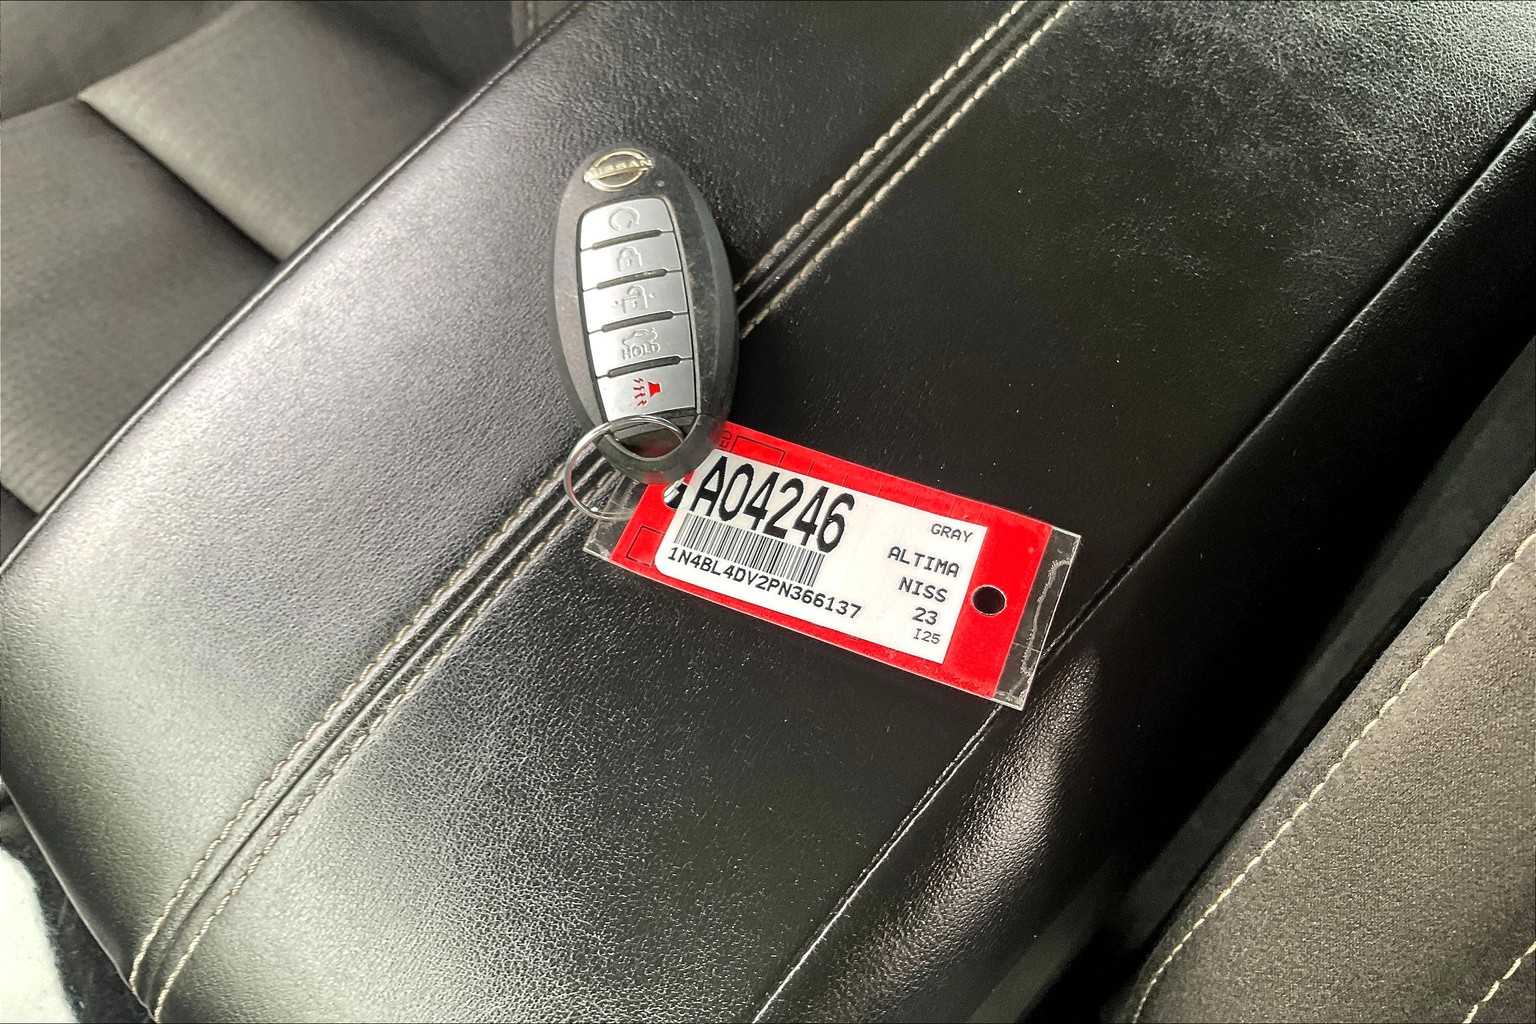 NISSAN
HOLD
A04246
1N4BL4DV2PN366137
GRAY
ALTIMA
NISS
23
I25